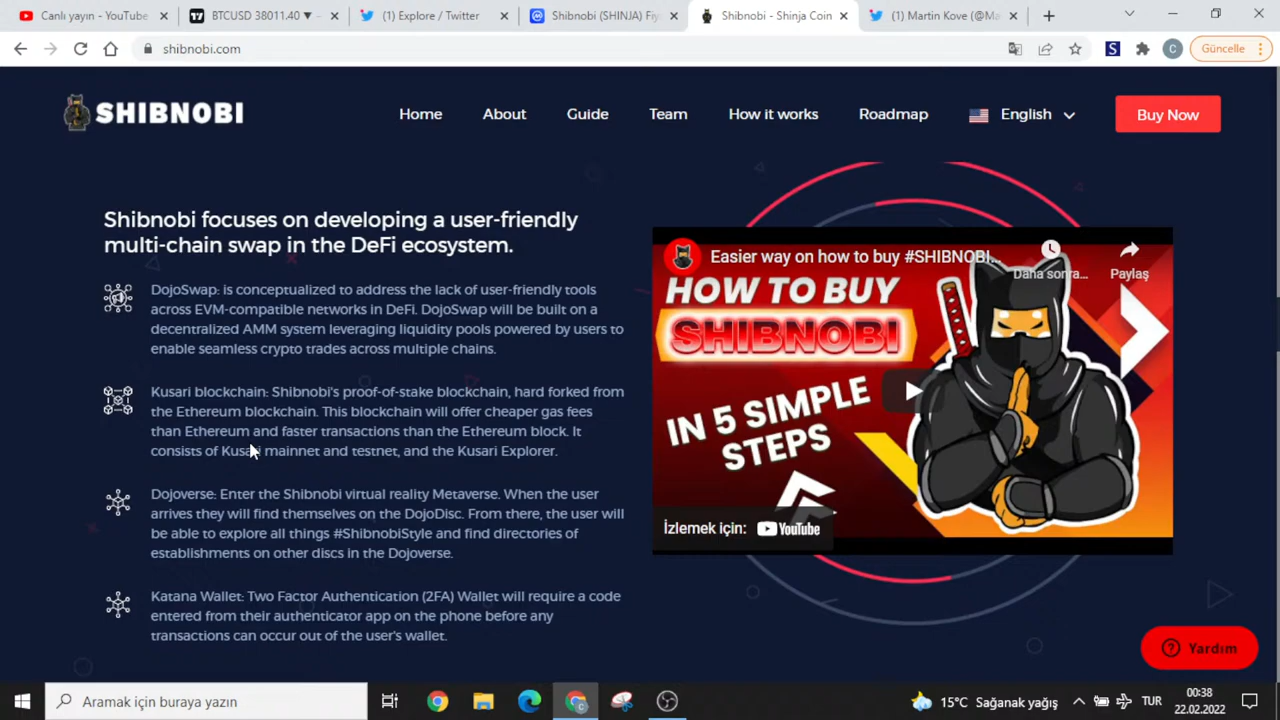 Canlı yayın - YouTube
BTCUSD 38011.40 ▼
(1) Explore / Twitter
Shibnobi (SHINJA) Fiy
Shibnobi - Shinja Coin
(1) Martin Kove (@Ma
shibnobi.com
S
C
Güncelle
SHIBNOBI
Home
About
Guide
Team
How it works
Roadmap
English
Buy Now
Shibnobi focuses on developing a user-friendly
multi-chain swap in the DeFi ecosystem.
DojoSwap: is conceptualized to address the lack of user-friendly tools
across EVM-compatible networks in DeFi. DojoSwap will be built on a
decentralized AMM system leveraging liquidity pools powered by users to
enable seamless crypto trades across multiple chains.
Kusari blockchain: Shibnobi's proof-of-stake blockchain, hard forked from
the Ethereum blockchain. This blockchain will offer cheaper gas fees
than Ethereum and faster transactions than the Ethereum block. It
consists of Kusari mainnet and testnet, and the Kusari Explorer.
Dojoverse: Enter the Shibnobi virtual reality Metaverse. When the user
arrives they will find themselves on the DojoDisc. From there, the user will
be able to explore all things #ShibnobiStyle and find directories of
establishments on other discs in the Dojoverse.
Katana Wallet: Two Factor Authentication (2FA) Wallet will require a code
entered from their authenticator app on the phone before any
transactions can occur out of the user's wallet.
Easier way on how to buy #SHIBNOBI...
Daha sonra...
Paylaş
HOW TO BUY
SHIBNOBI
IN 5 SIMPLE
STEPS
İzlemek için: YouTube
Yardım
Aramak için buraya yazın
15°C Sağanak yağış
TUR
00:38
22.02.2022